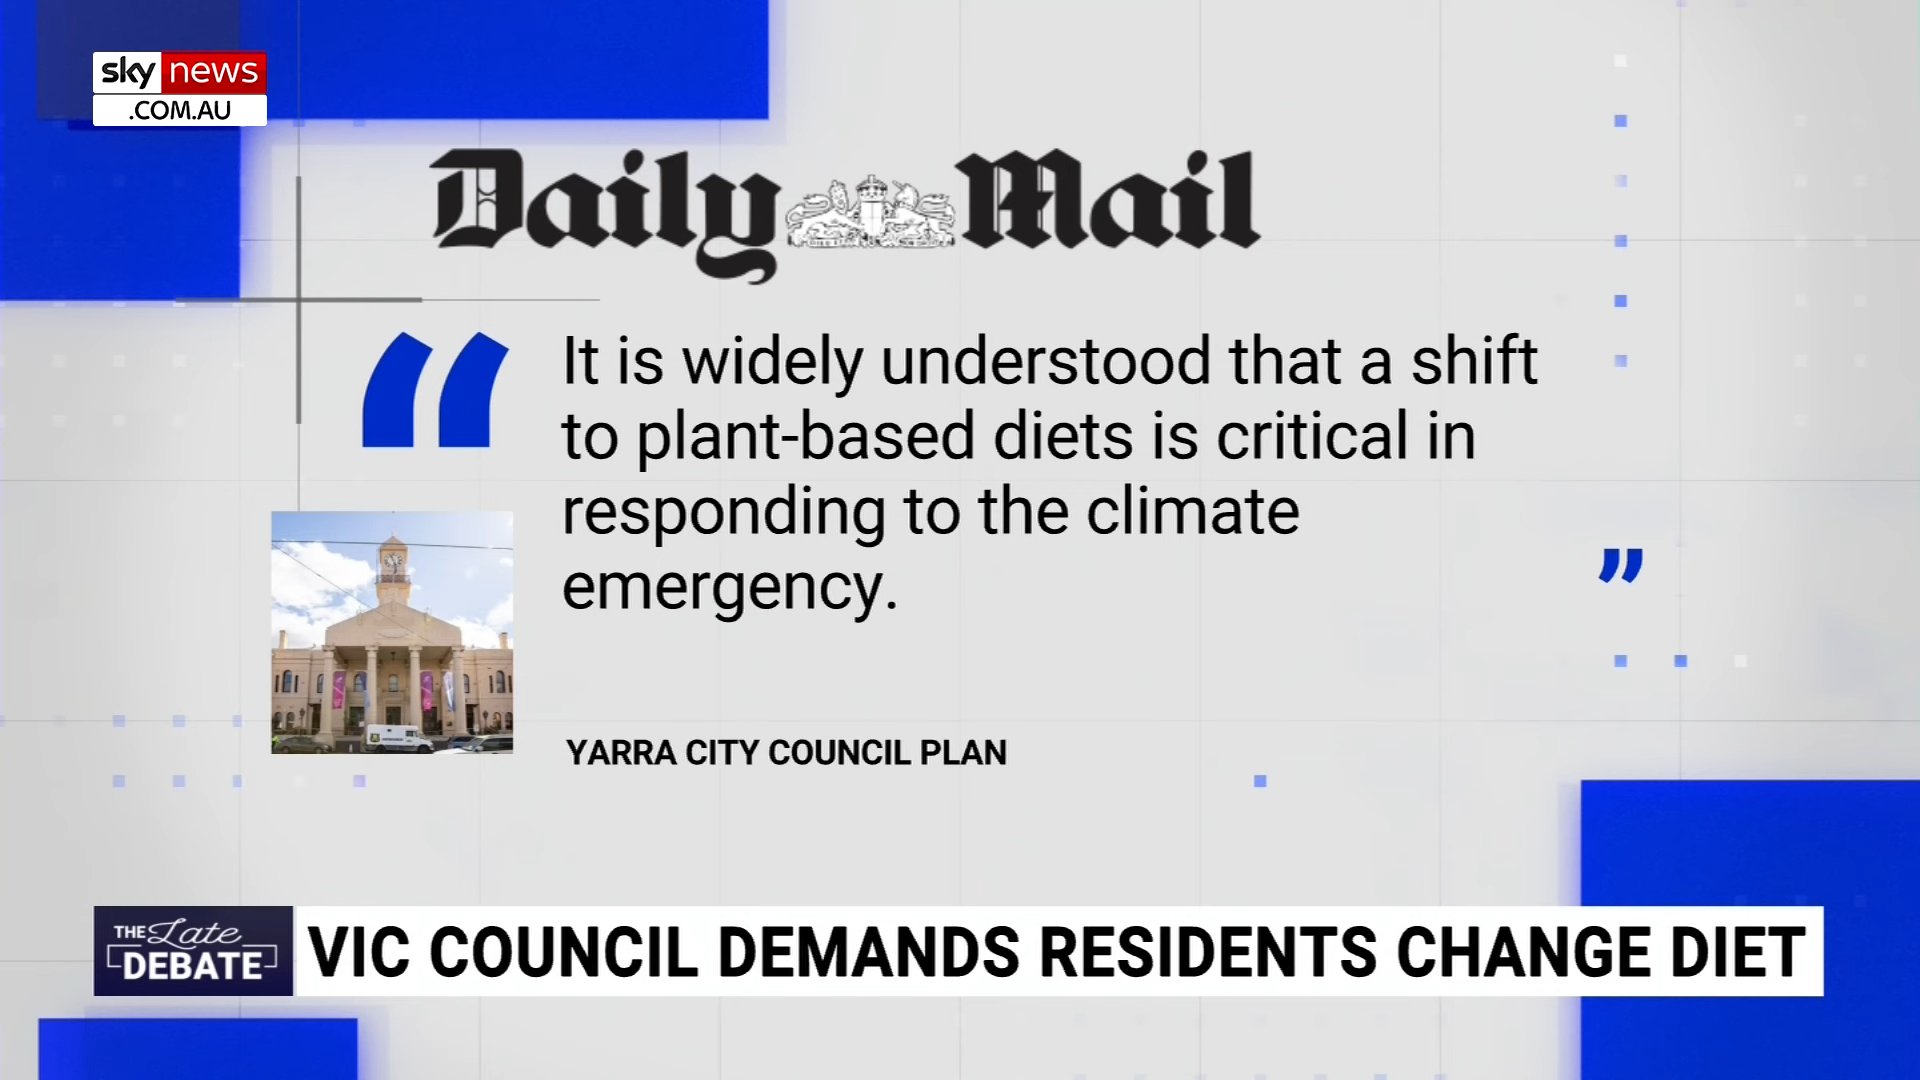 sky news
.COM.AU
Daily Mail
“ It is widely understood that a shift
to plant-based diets is critical in
responding to the climate
emergency. ”
YARRA CITY COUNCIL PLAN
THE Late
DEBATE
VIC COUNCIL DEMANDS RESIDENTS CHANGE DIET